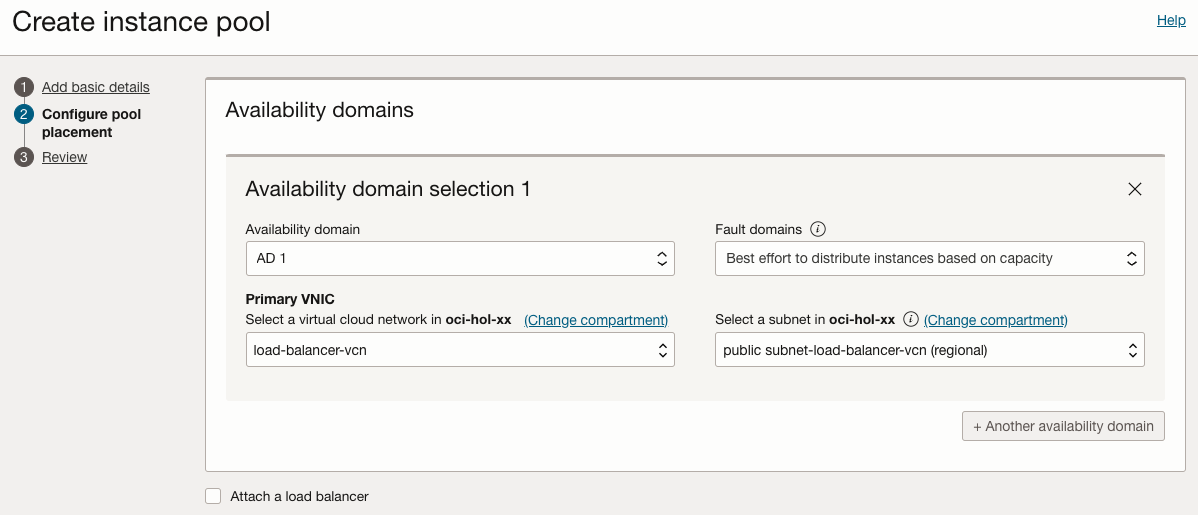 Create instance pool
Help
1 Add basic details
2 Configure pool
placement
3 Review
Availability domains
Availability domain selection 1
Availability domain
AD 1
Fault domains i
Best effort to distribute instances based on capacity
Primary VNIC
Select a virtual cloud network in oci-hol-xx (Change compartment)
load-balancer-vcn
Select a subnet in oci-hol-xx i (Change compartment)
public subnet-load-balancer-vcn (regional)
+ Another availability domain
Attach a load balancer